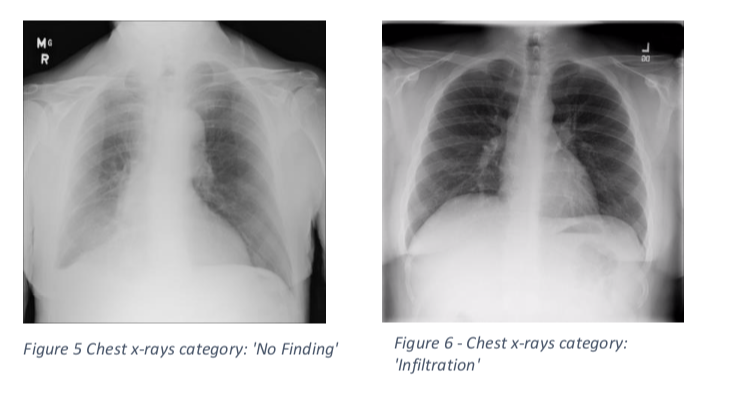 MG
R
L
Figure 5 Chest x-rays category: 'No Finding'
Figure 6 - Chest x-rays category:
'Infiltration'